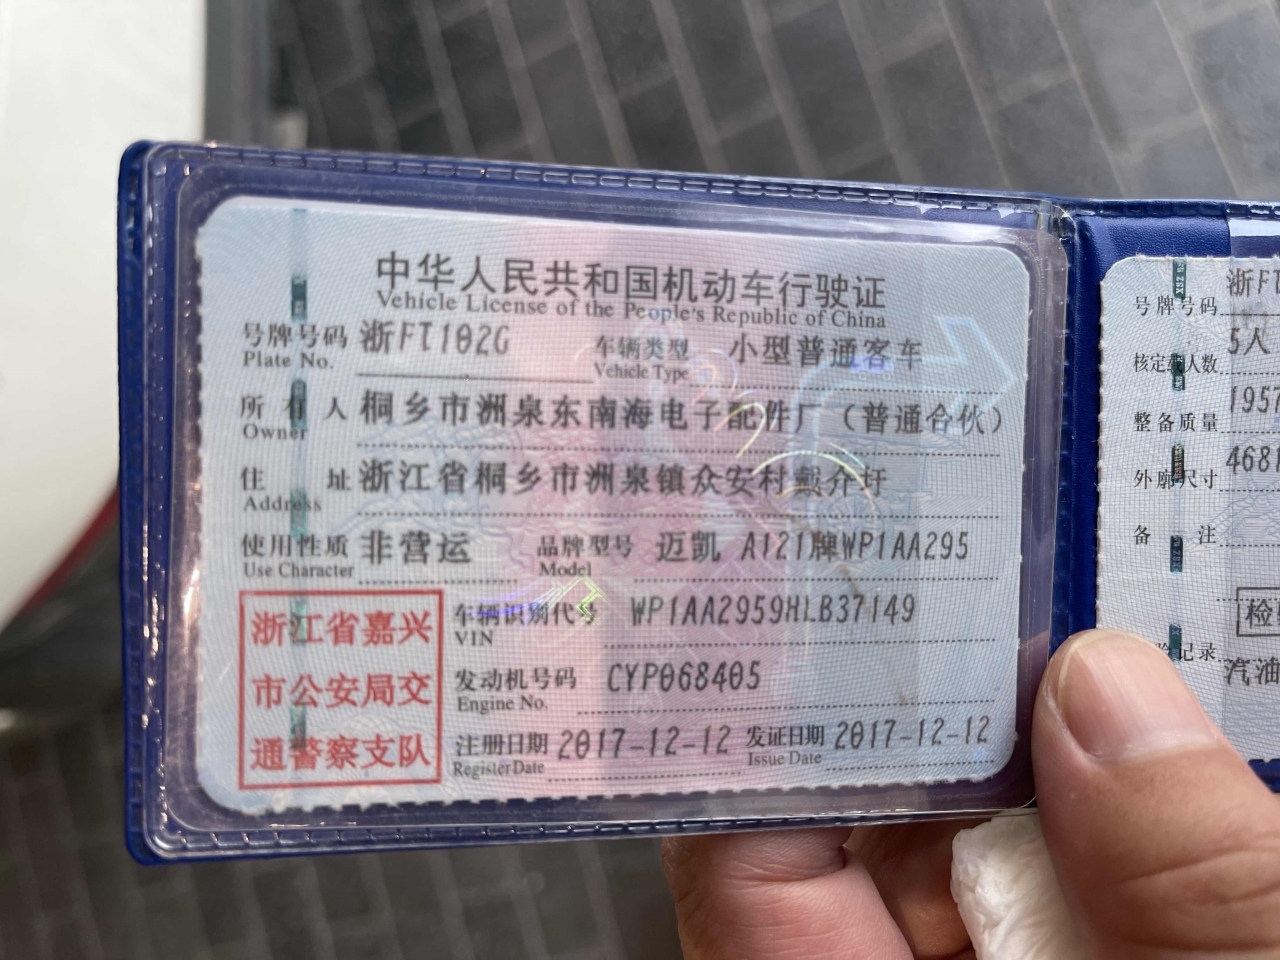 中华人民共和国机动车行驶证
Vehicle License of the People's Republic of China
号牌号码 浙FT102G 车辆类型 小型普通客车
Plate No. Vehicle Type
所有人 桐乡市洲泉东南海电子配件厂（普通合伙）
Owner
住址 浙江省桐乡市洲泉镇众安村戴介圩
Address
使用性质 非营运 品牌型号 迈凯 A121牌WP1AA295
Use Character Model
浙江省嘉兴
市公安局交
通警察支队
车辆识别代号 WP1AA2959HLB37149
VIN
发动机号码 CYP068405
Engine No.
注册日期 2017-12-12 发证日期 2017-12-12
Register Date Issue Date
号牌号码 浙FT
核定载人数 5人
整备质量 1957
外廓尺寸 4681
备注
检
记录 汽油